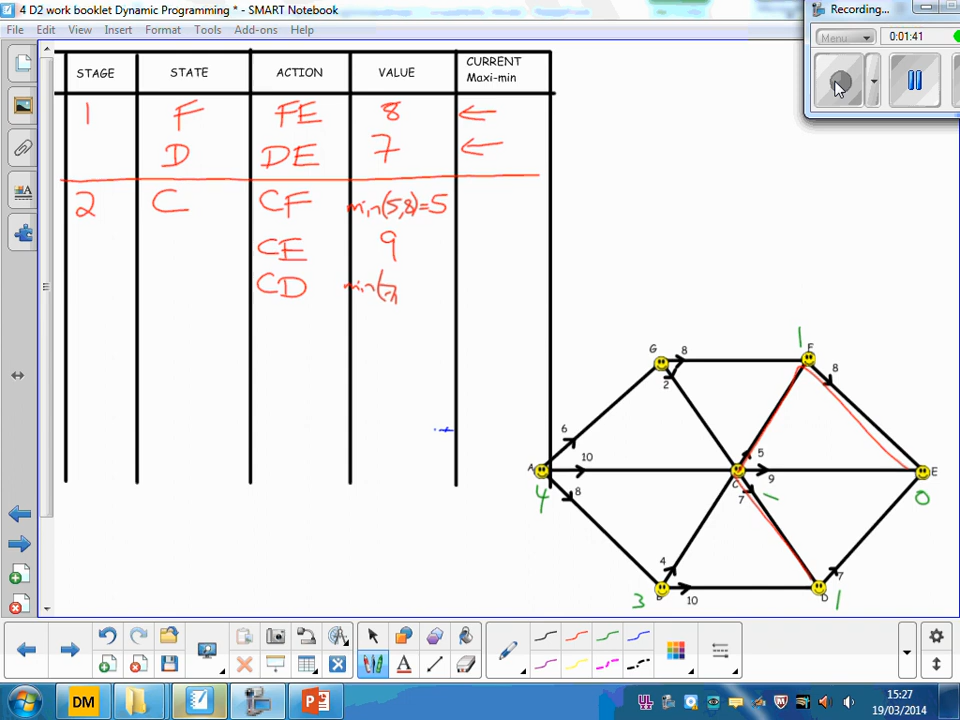 4 D2 work booklet Dynamic Programming * - SMART Notebook
Recording...
File Edit View Insert Format Tools Add-ons Help
Menu
0:01:41
STAGE STATE ACTION VALUE CURRENT
Maxi-min
1 F FE 8 ←
D DE 7 ←
2 C CF min(5,8)=5
CE 9
CD min(7,
1
G 8 F
2 8
6 5
A 10 C 9 E
4 8 7 0
4 7
3 B 10 D 1
DM
15:27
19/03/2014